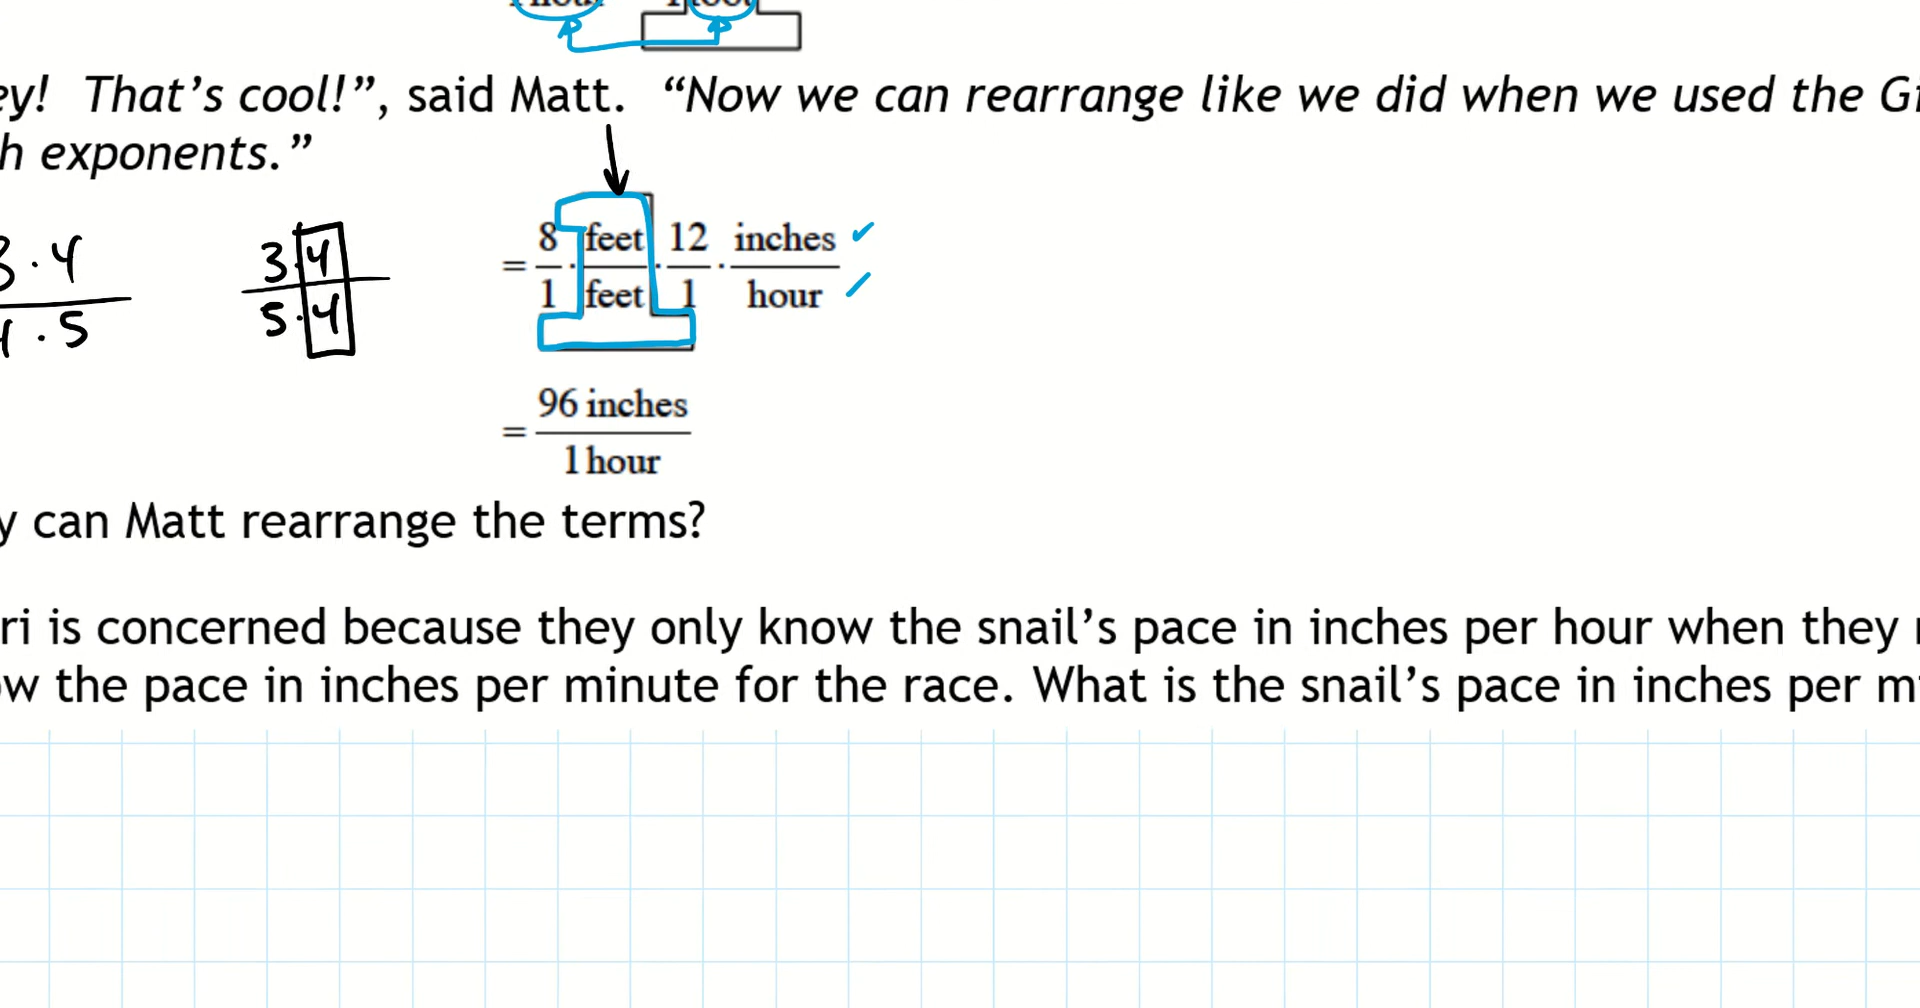 That's cool!", said Matt. "Now we can rearrange like we did when we used the
exponents."
3 · 4
· 5
3 · 4
5 · 4
= 8/1 · feet/feet · 12/1 · inches/hour
= 96 inches/1 hour
can Matt rearrange the terms?
is concerned because they only know the snail's pace in inches per hour when they
the pace in inches per minute for the race. What is the snail's pace in inches per